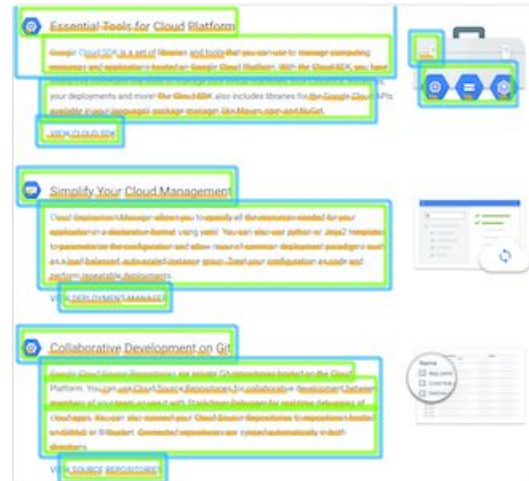 Essential Tools for Cloud Platform
Google Cloud SDK is a set of libraries and tools that you can use to manage computing
resources and applications hosted on Google Cloud Platform. With the SDK, you have
your deployments and more! The Cloud SDK also includes libraries for the Google Cloud APIs
available in your language's package manager like Maven, npm and NuGet.
VIEW CLOUD SDK
Simplify Your Cloud Management
Cloud Deployment Manager allows you to specify all the resources needed for your
application in a declarative format using yaml. You can also use python or Jinja2 templates
to parameterize the configuration and allow reuse of common deployment paradigms such
as a load balanced, auto-scaled instance group. Treat your configuration as code and
perform repeatable deployments.
VIEW DEPLOYMENT MANAGER
Collaborative Development on Git
Google Cloud Source Repositories are private Git repositories hosted on the Cloud
Platform. You can use Cloud Source Repositories for collaborative development between
members of your team, as well with Stackdriver Debugger for real-time debugging of
cloud apps. You can also connect your Cloud Source Repositories to repositories hosted
on GitHub or Bitbucket. Connected repositories are synced automatically in both
directions.
VIEW SOURCE REPOSITORIES
Name